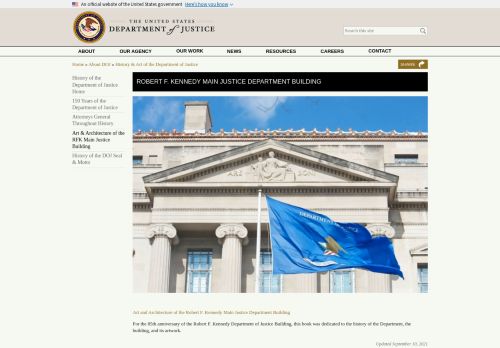 An official website of the United States government Here's how you know
THE UNITED STATES
DEPARTMENT of JUSTICE
Search this site
ABOUT OUR AGENCY OUR WORK NEWS RESOURCES CAREERS CONTACT
Home » About DOJ » History & Art of the Department of Justice
SHARE
History of the
Department of Justice
Home
150 Years of the
Department of Justice
Attorneys General
Throughout History
Art & Architecture of the
RFK Main Justice
Building
History of the DOJ Seal
& Motto
ROBERT F. KENNEDY MAIN JUSTICE DEPARTMENT BUILDING
Art and Architecture of the Robert F. Kennedy Main Justice Department Building
For the 85th anniversary of the Robert F. Kennedy Department of Justice Building, this book was dedicated to the history of the Department, the
building, and its artwork.
Updated September 10, 2021